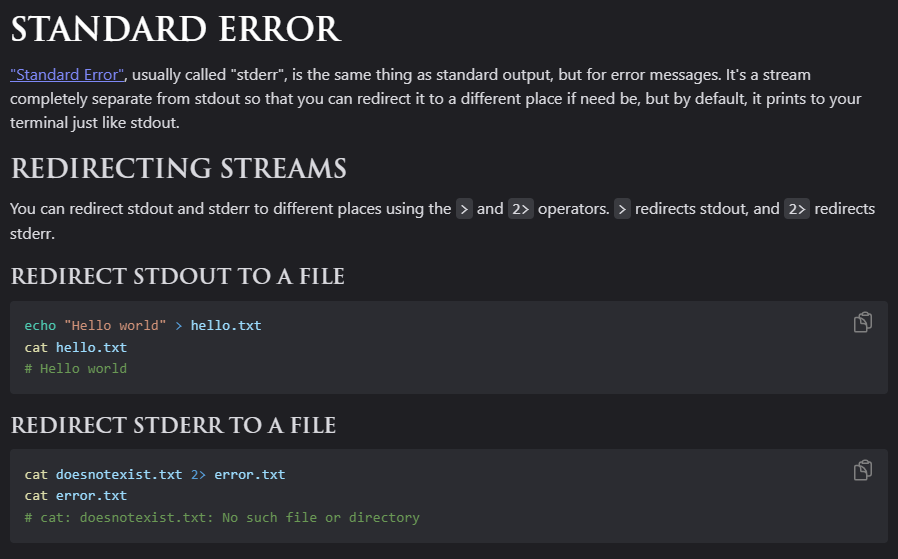 STANDARD ERROR
"Standard Error", usually called "stderr", is the same thing as standard output, but for error messages. It's a stream
completely separate from stdout so that you can redirect it to a different place if need be, but by default, it prints to your
terminal just like stdout.
REDIRECTING STREAMS
You can redirect stdout and stderr to different places using the > and 2> operators. > redirects stdout, and 2> redirects
stderr.
REDIRECT STDOUT TO A FILE
echo "Hello world" > hello.txt
cat hello.txt
# Hello world
REDIRECT STDERR TO A FILE
cat doesnotexist.txt 2> error.txt
cat error.txt
# cat: doesnotexist.txt: No such file or directory